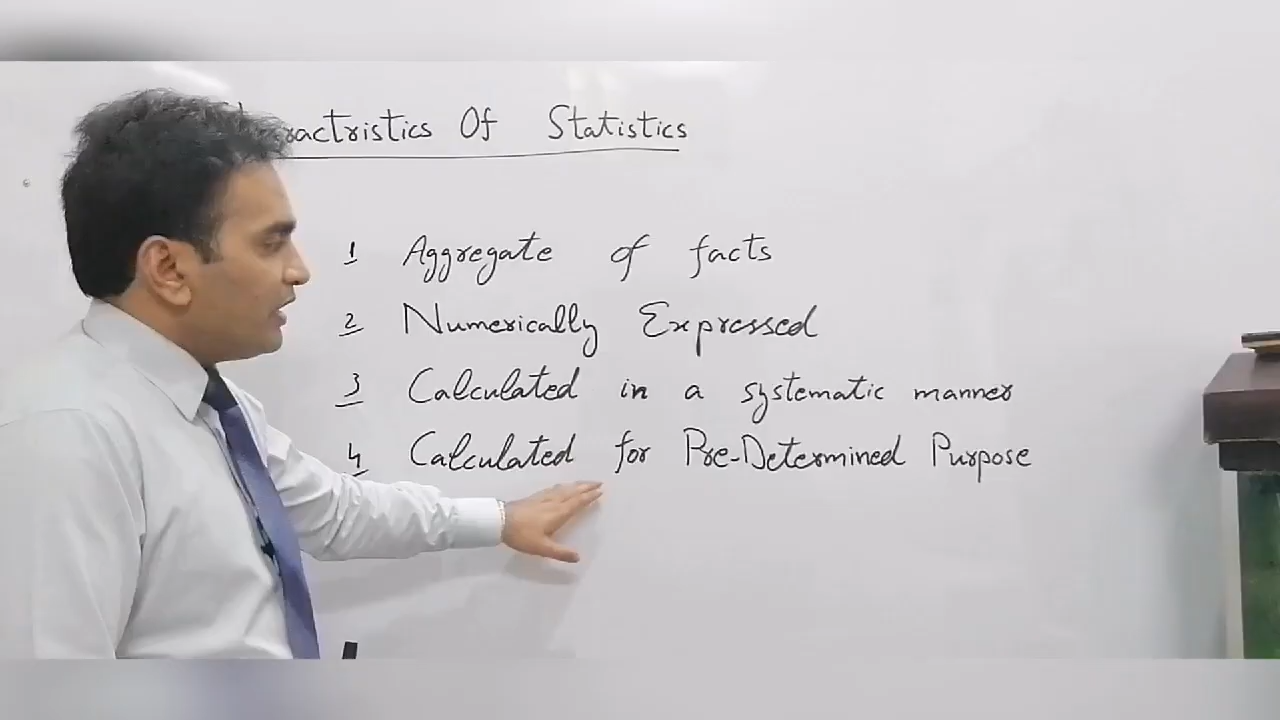 Of Statistics
1 Aggregate of facts
2 Numerically Expressed
3 Calculated in a systematic manner
4 Calculated for Pre-Determined Purpose